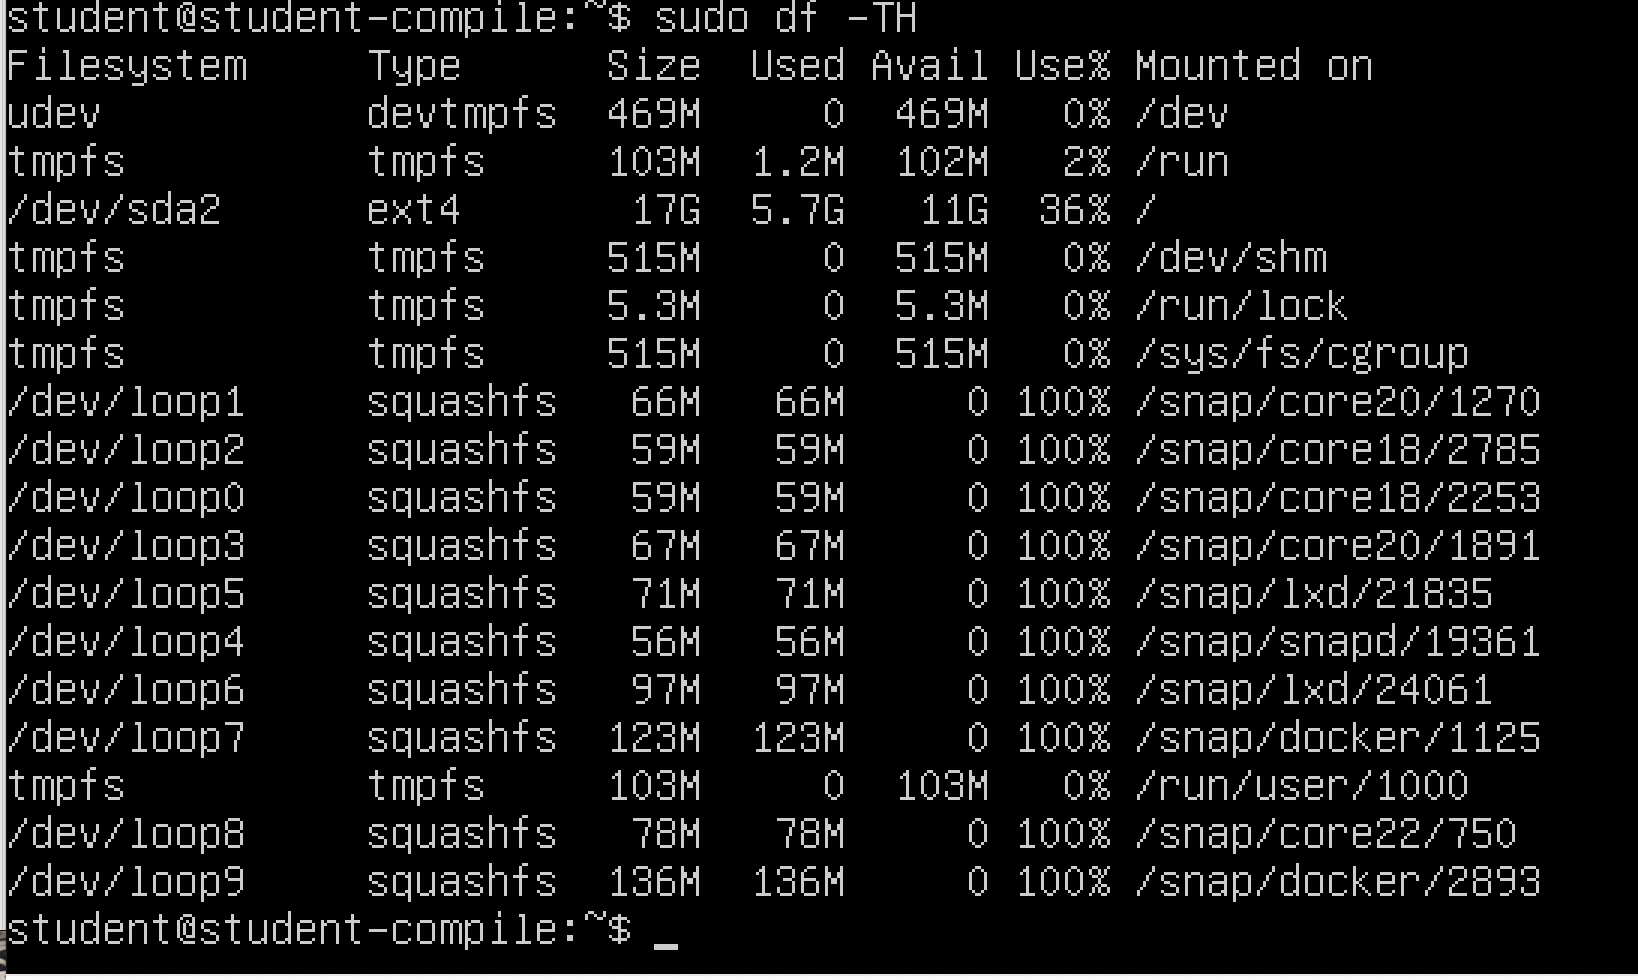 student@student-compile:~$ sudo df -TH
Filesystem     Type      Size  Used Avail Use% Mounted on
udev           devtmpfs  469M     0  469M   0% /dev
tmpfs          tmpfs     103M  1.2M  102M   2% /run
/dev/sda2      ext4       17G  5.7G   11G  36% /
tmpfs          tmpfs     515M     0  515M   0% /dev/shm
tmpfs          tmpfs     5.3M     0  5.3M   0% /run/lock
tmpfs          tmpfs     515M     0  515M   0% /sys/fs/cgroup
/dev/loop1     squashfs   66M   66M     0 100% /snap/core20/1270
/dev/loop2     squashfs   59M   59M     0 100% /snap/core18/2785
/dev/loop0     squashfs   59M   59M     0 100% /snap/core18/2253
/dev/loop3     squashfs   67M   67M     0 100% /snap/core20/1891
/dev/loop5     squashfs   71M   71M     0 100% /snap/lxd/21835
/dev/loop4     squashfs   56M   56M     0 100% /snap/snapd/19361
/dev/loop6     squashfs   97M   97M     0 100% /snap/lxd/24061
/dev/loop7     squashfs  123M  123M     0 100% /snap/docker/1125
tmpfs          tmpfs     103M     0  103M   0% /run/user/1000
/dev/loop8     squashfs   78M   78M     0 100% /snap/core22/750
/dev/loop9     squashfs  136M  136M     0 100% /snap/docker/2893
student@student-compile:~$ _